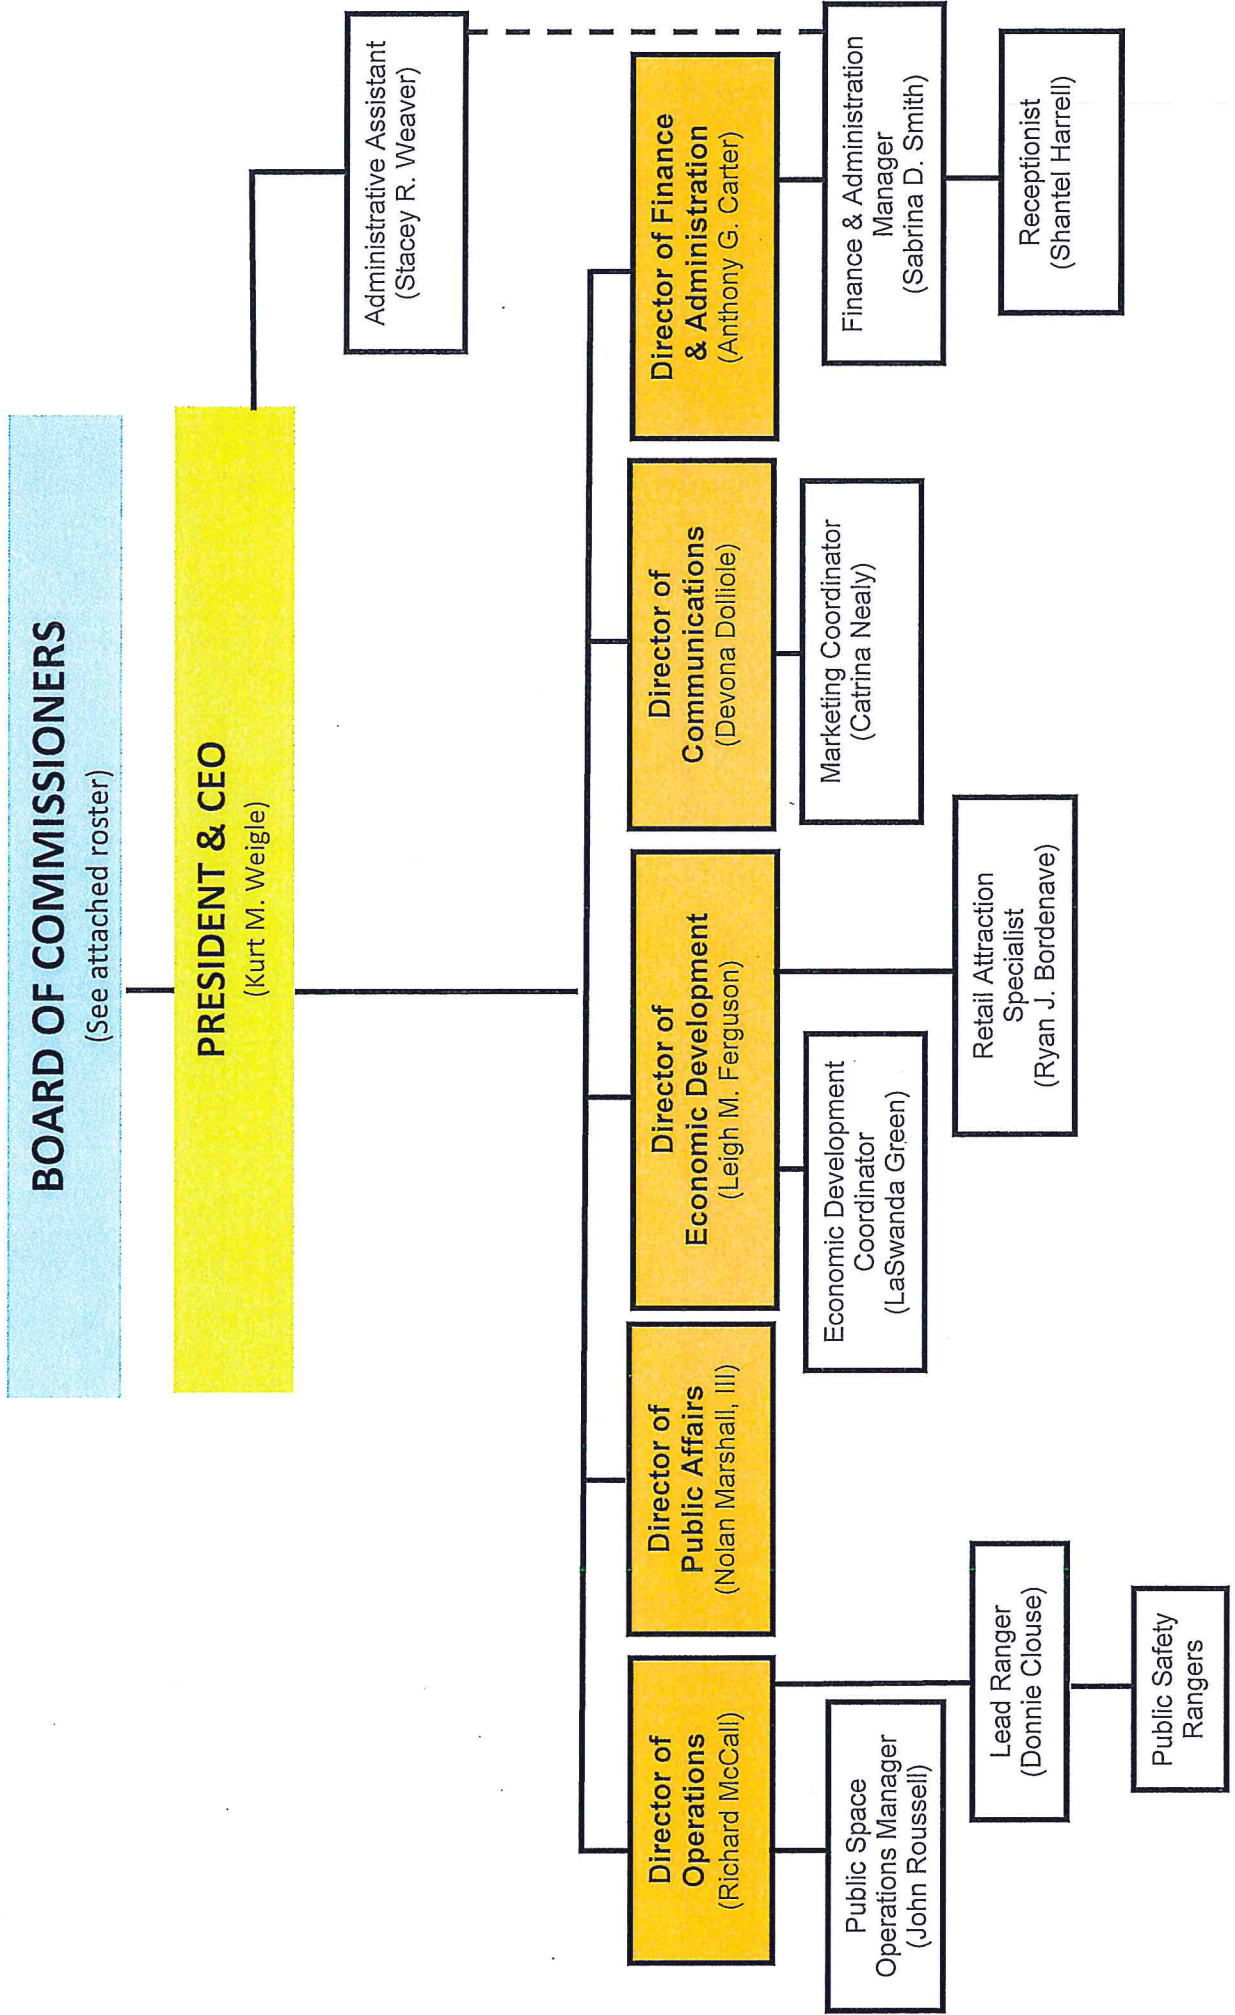 BOARD OF COMMISSIONERS
(See attached roster)
PRESIDENT & CEO
(Kurt M. Weigle)
Administrative Assistant
(Stacey R. Weaver)
Director of
Operations
(Richard McCall)
Director of
Public Affairs
(Nolan Marshall, III)
Director of
Economic Development
(Leigh M. Ferguson)
Director of
Communications
(Devona Dolliole)
Director of Finance
& Administration
(Anthony G. Carter)
Public Space
Operations Manager
(John Roussell)
Economic Development
Coordinator
(LaSwanda Green)
Marketing Coordinator
(Catrina Nealy)
Finance & Administration
Manager
(Sabrina D. Smith)
Lead Ranger
(Donnie Clouse)
Retail Attraction
Specialist
(Ryan J. Bordenave)
Receptionist
(Shantel Harrell)
Public Safety
Rangers